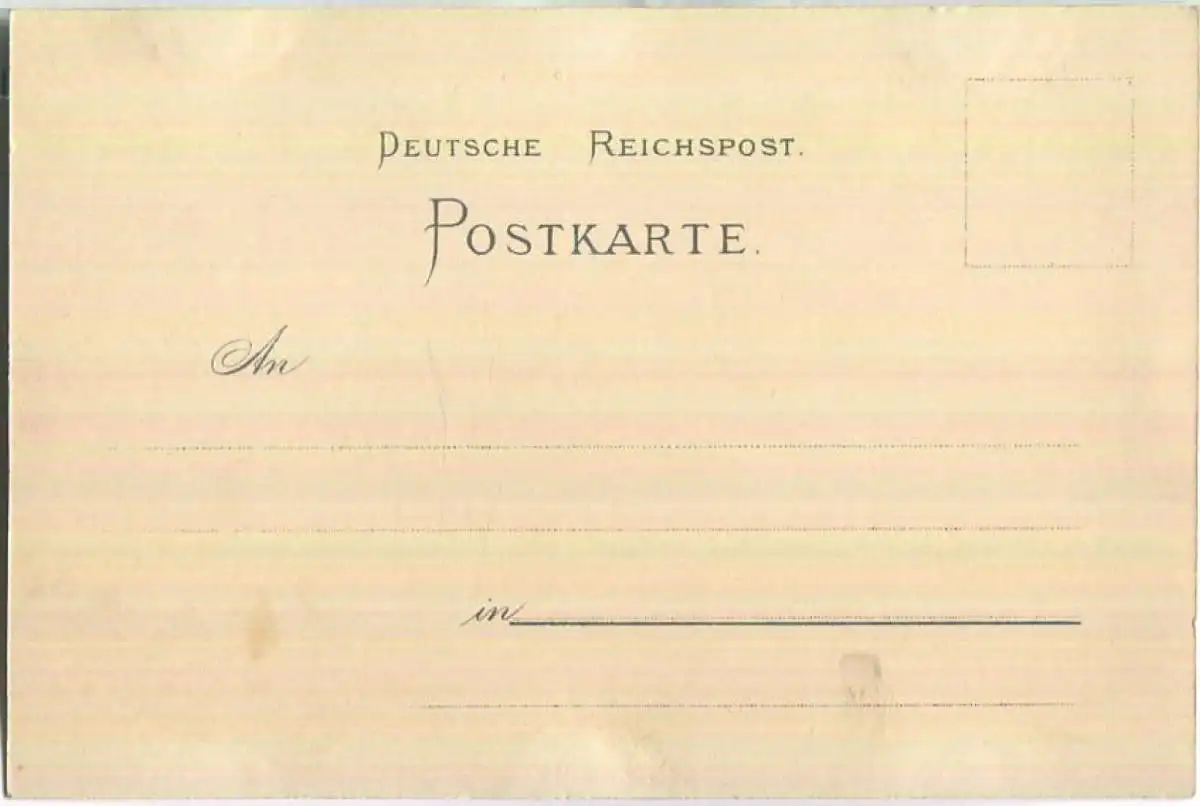 DEUTSCHE REICHSPOST.
POSTKARTE.
An
in